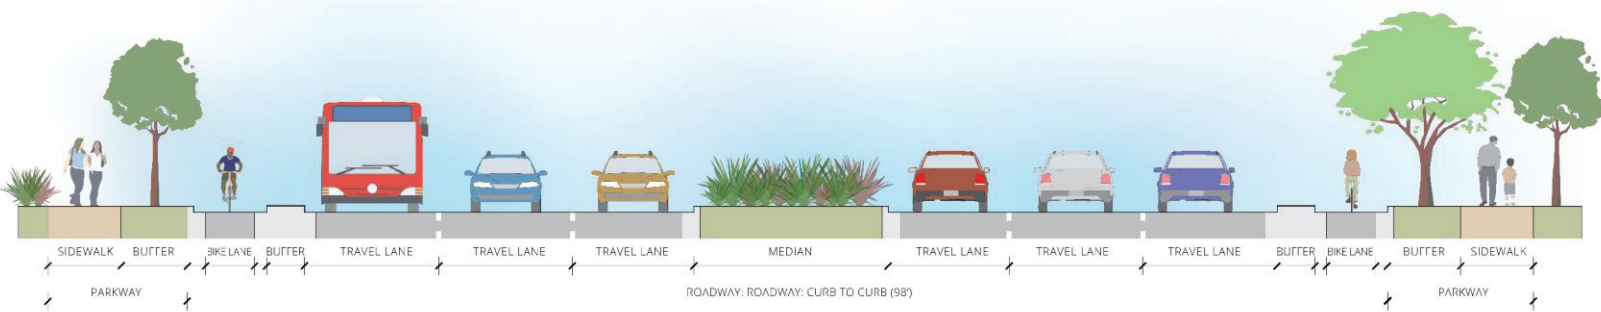 SIDEWALK BUFFER BIKE LANE BUFFER TRAVEL LANE TRAVEL LANE TRAVEL LANE MEDIAN TRAVEL LANE TRAVEL LANE TRAVEL LANE BUFFER BIKE LANE BUFFER SIDEWALK
PARKWAY ROADWAY: ROADWAY: CURB TO CURB (98') PARKWAY